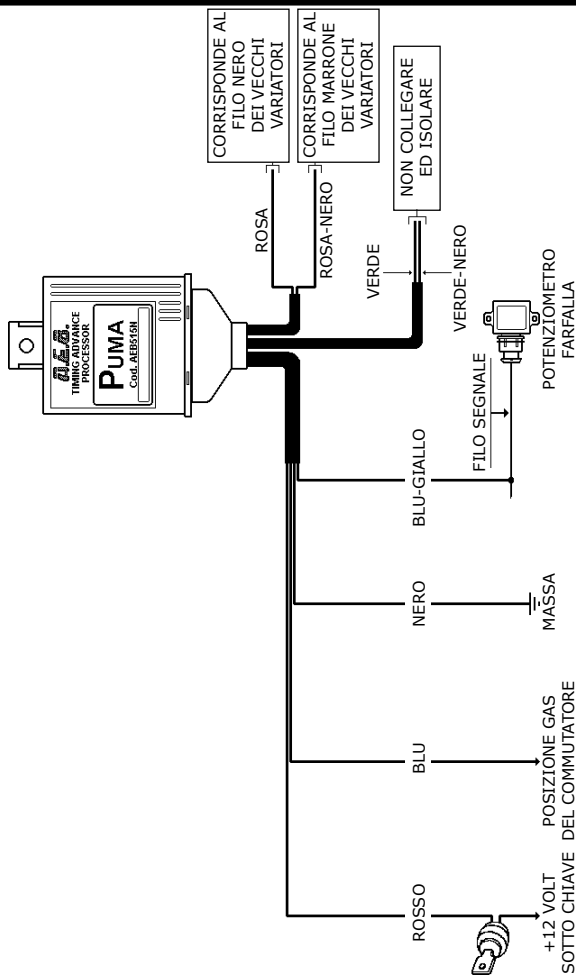 A.E.B.
TIMING ADVANCE
PROCESSOR
PUMA
Cod. AEB515N
CORRISPONDE AL
FILO NERO
DEI VECCHI
VARIATORI
CORRISPONDE AL
FILO MARRONE
DEI VECCHI
VARIATORI
NON COLLEGARE
ED ISOLARE
ROSA
ROSA-NERO
VERDE
VERDE-NERO
FILO SEGNALE
POTENZIOMETRO
FARFALLA
BLU-GIALLO
NERO
MASSA
BLU
POSIZIONE GAS
DEL COMMUTATORE
ROSSO
+12 VOLT
SOTTO CHIAVE